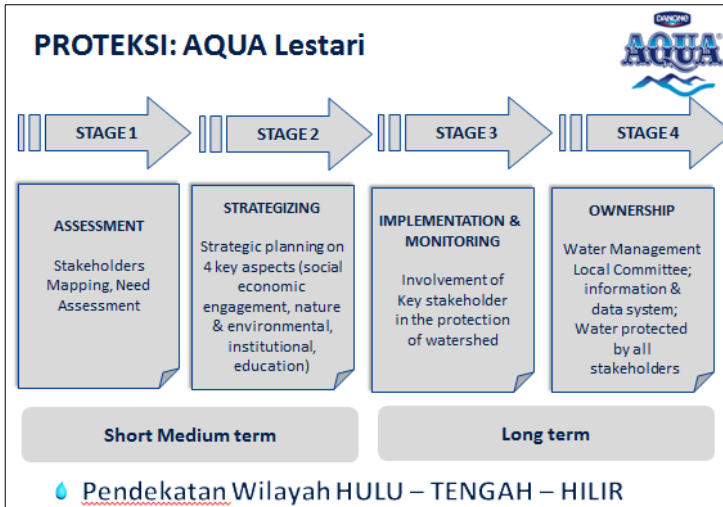 PROTEKSI: AQUA Lestari
DANONE
AQUA
STAGE 1
STAGE 2
STAGE 3
STAGE 4
ASSESSMENT
Stakeholders
Mapping, Need
Assessment
STRATEGIZING
Strategic planning on
4 key aspects (social
economic
engagement, nature
& environmental,
institutional,
education)
IMPLEMENTATION &
MONITORING
Involvement of
Key stakeholder
in the protection
of watershed
OWNERSHIP
Water Management
Local Committee;
information &
data system;
Water protected
by all
stakeholders
Short Medium term
Long term
Pendekatan Wilayah HULU – TENGAH – HILIR